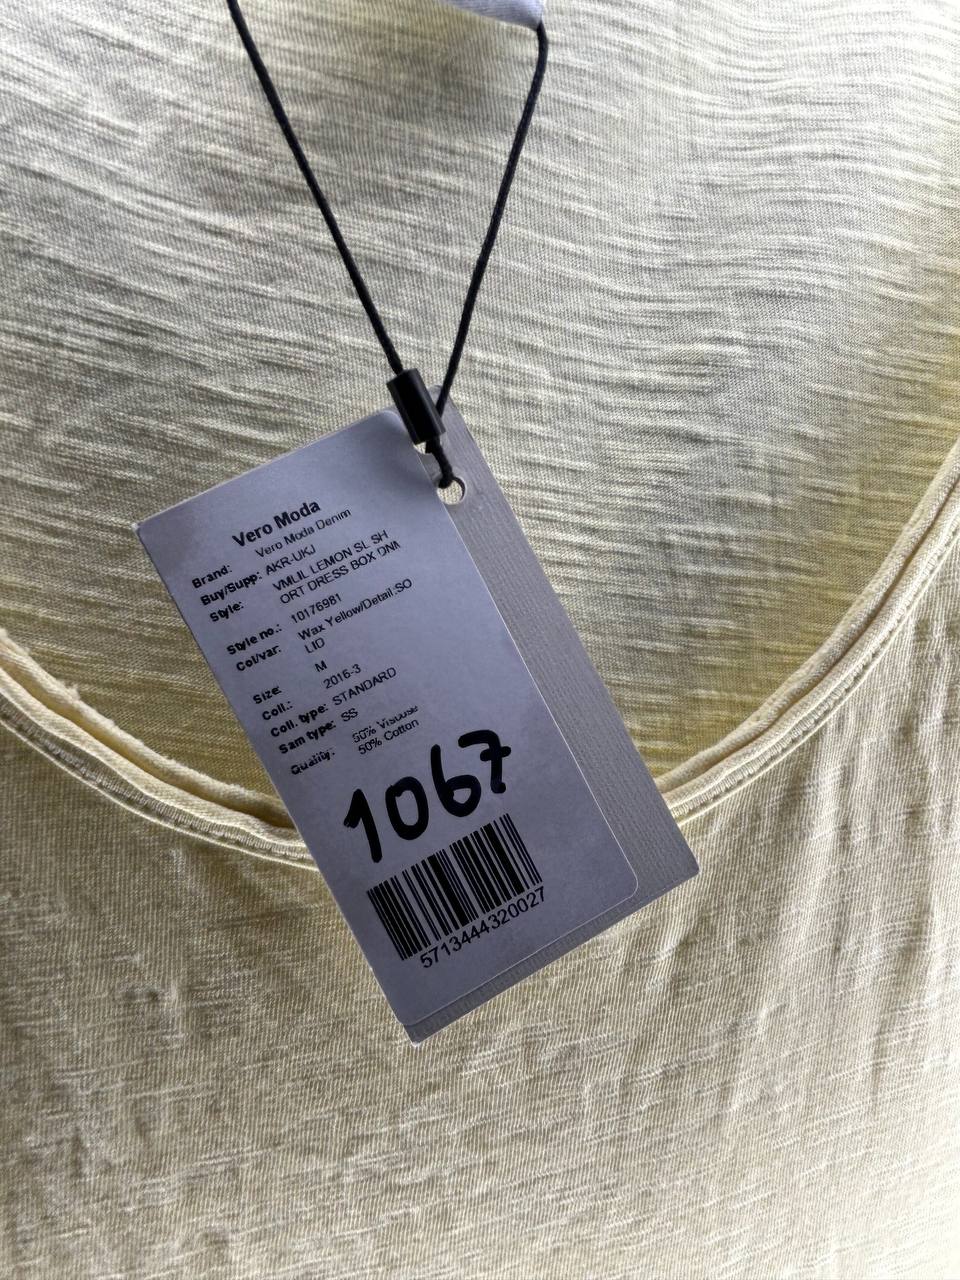 Vero Moda
Brand: Vero Moda Denim
Buy/Supp: AKR-UKJ
Style: VMLIL LEMON SL SH
ORT DRESS BOX DNM
Style no.: 10176981
Col/var: Wax Yellow/Detail:SO
LID
Size: M
Coll.: 2016-3
Coll. type: STANDARD
Sam type: SS
Quality: 50% Viscose
50% Cotton
1067
5713444320027